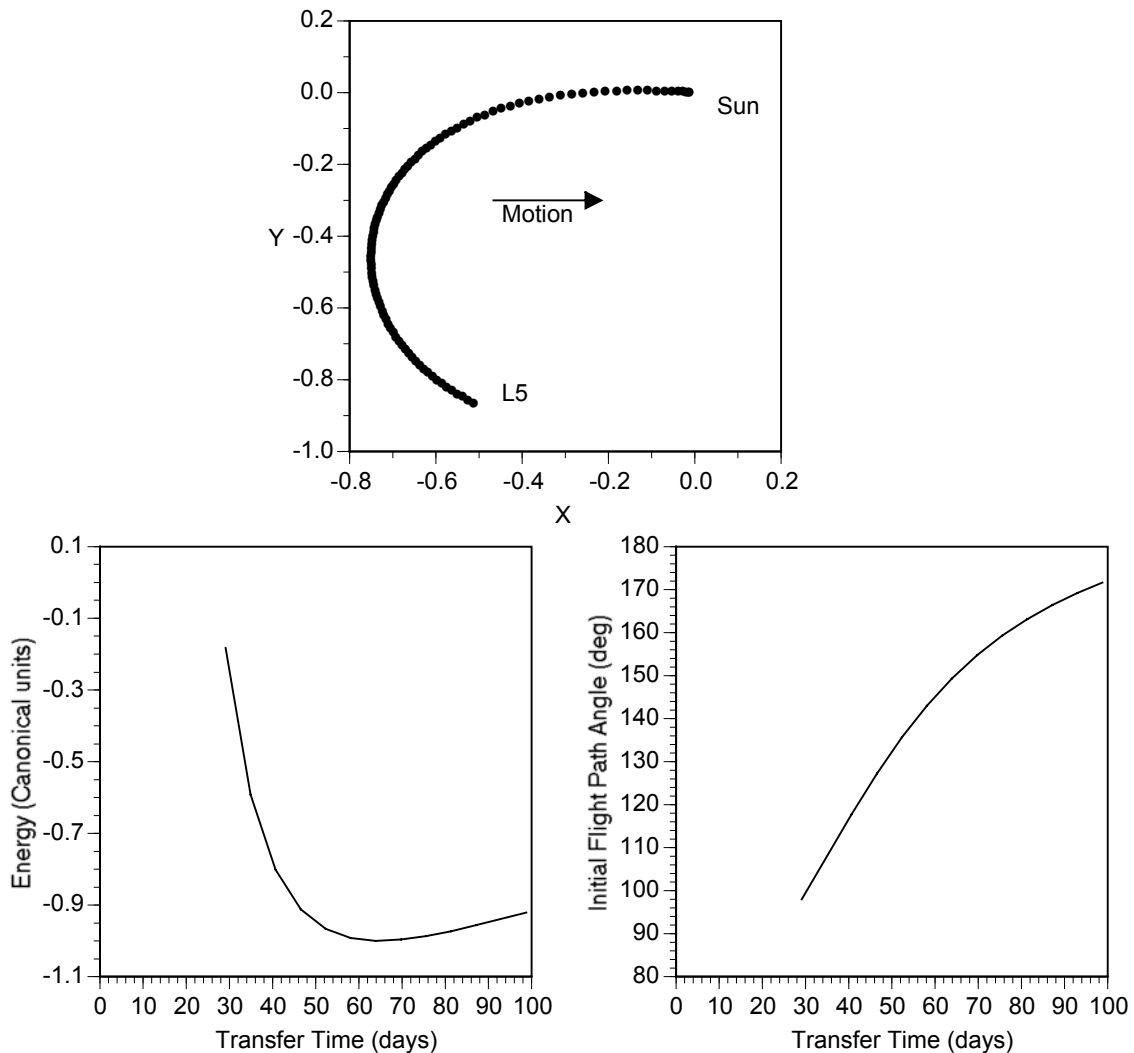 0.2
0.0
Sun
-0.2
Motion
Y -0.4
-0.6
-0.8
L5
-1.0
-0.8 -0.6 -0.4 -0.2 0.0 0.2
X
0.1
-0.1
-0.3
-0.5
-0.7
-0.9
-1.1
Energy (Canonical units)
0 10 20 30 40 50 60 70 80 90 100
Transfer Time (days)
180
170
160
150
140
130
120
110
100
90
80
Initial Flight Path Angle (deg)
0 10 20 30 40 50 60 70 80 90 100
Transfer Time (days)